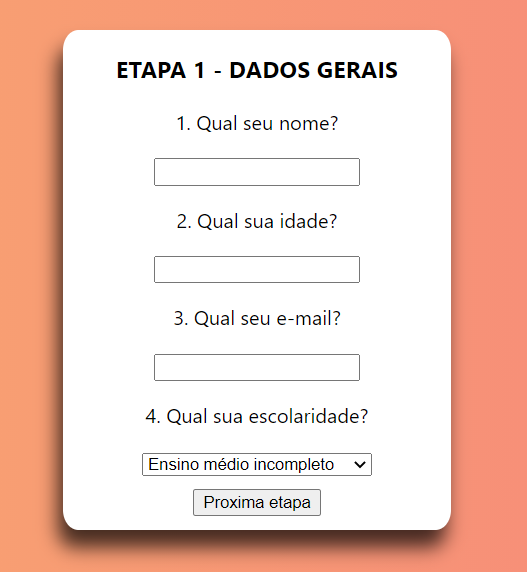 ETAPA 1 - DADOS GERAIS
1. Qual seu nome?
2. Qual sua idade?
3. Qual seu e-mail?
4. Qual sua escolaridade?
Ensino médio incompleto
Proxima etapa